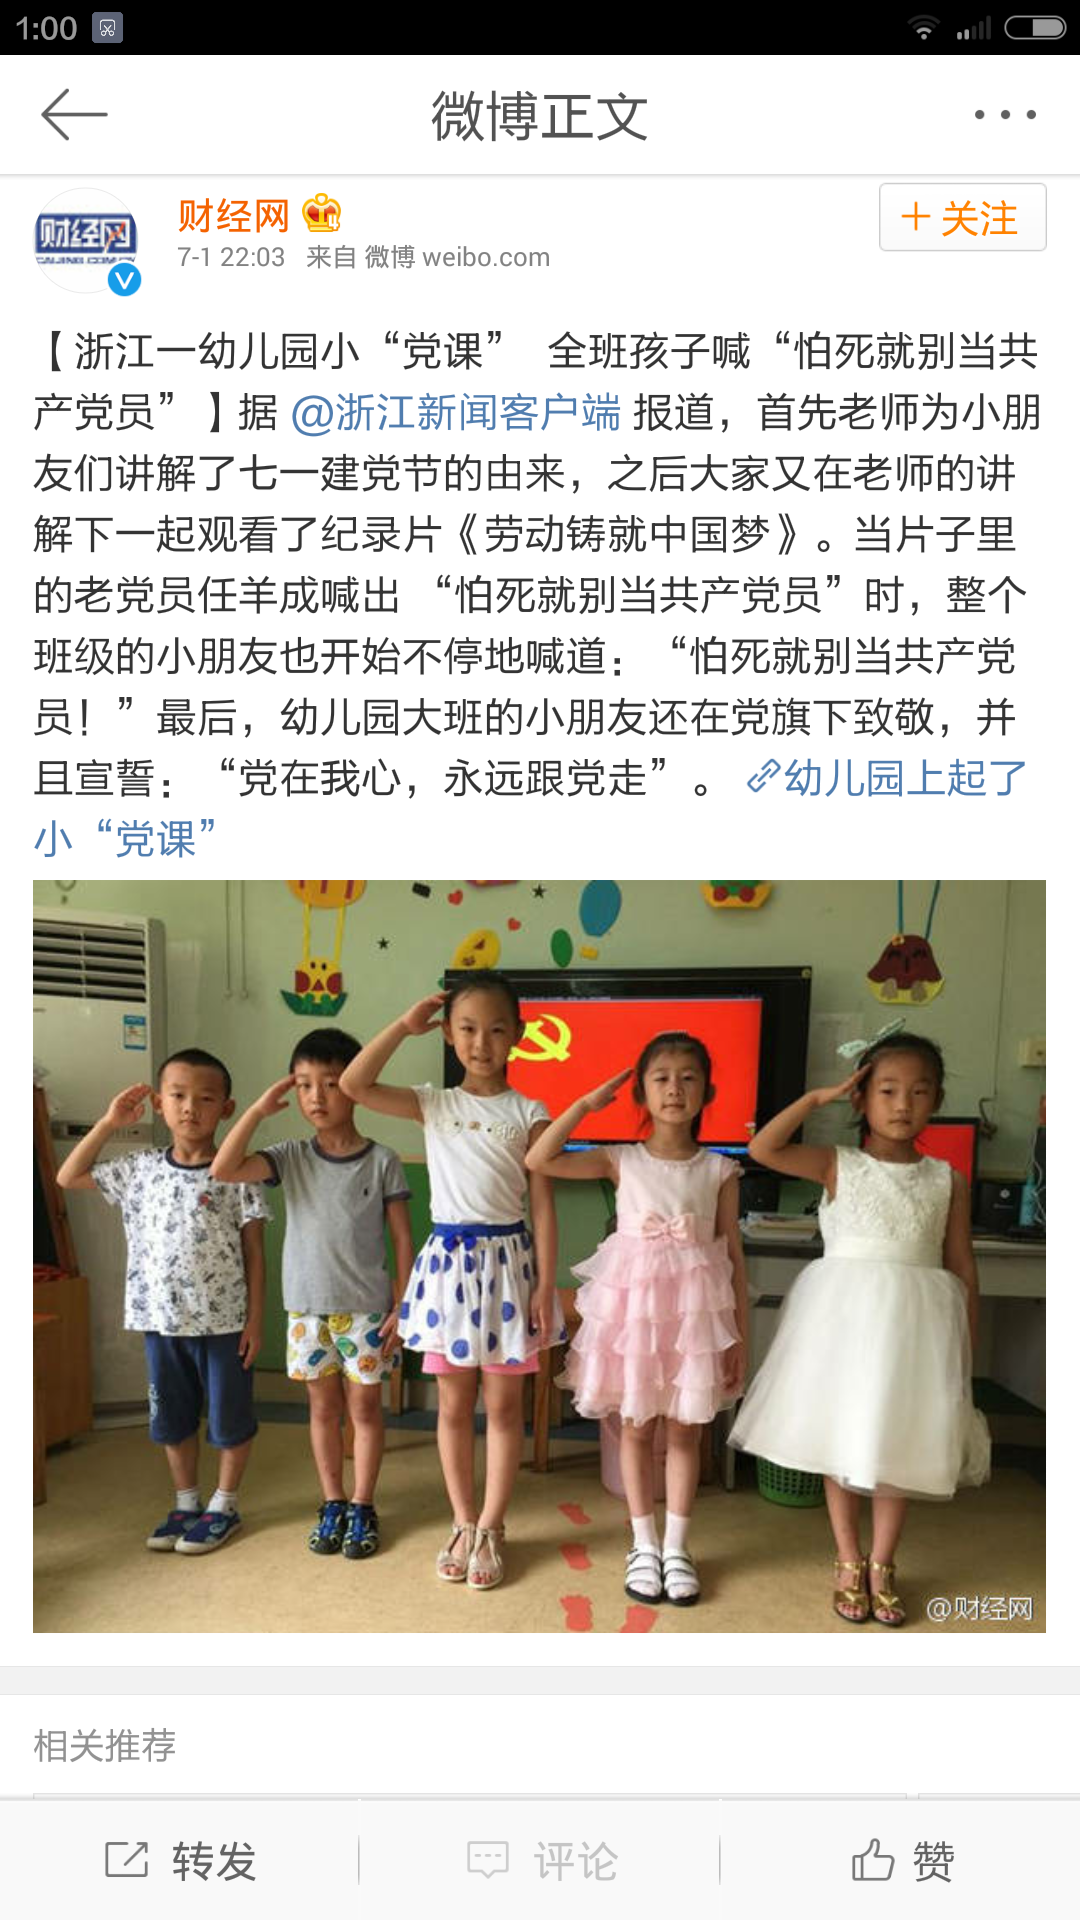 1:00
微博正文
财经网
4
7-1 22:03 来自 微博 weibo.com
+ 关注
财经网
CAIJING.COM.CN
【浙江一幼儿园小“党课” 全班孩子喊“怕死就别当共
产党员”】据 @浙江新闻客户端 报道，首先老师为小朋
友们讲解了七一建党节的由来，之后大家又在老师的讲
解下一起观看了纪录片《劳动铸就中国梦》。当片子里
的老党员任羊成喊出 “怕死就别当共产党员”时，整个
班级的小朋友也开始不停地喊道：“怕死就别当共产党
员！”最后，幼儿园大班的小朋友还在党旗下致敬，并
且宣誓：“党在我心，永远跟党走”。幼儿园上起了
小“党课”
@财经网
相关推荐
转发
评论
赞